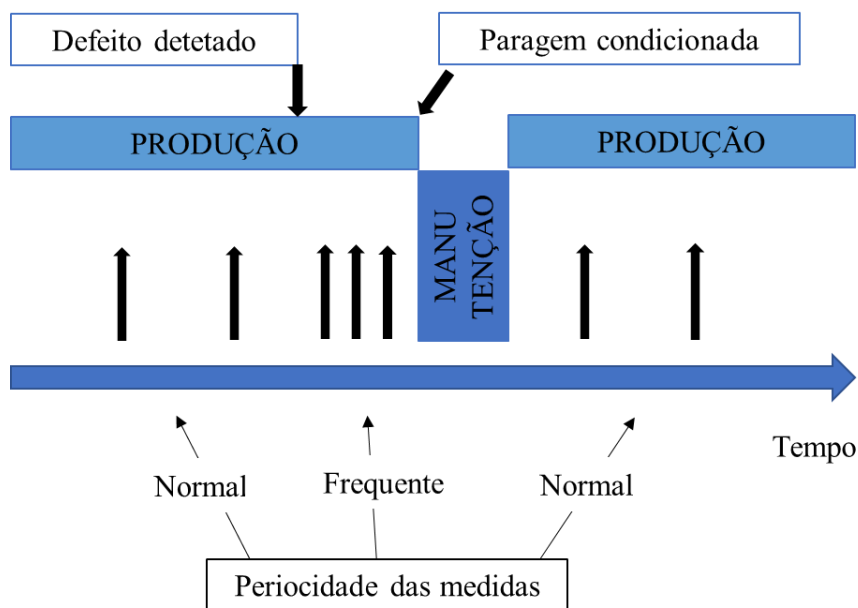 Defeito detetado
Paragem condicionada
PRODUÇÃO
PRODUÇÃO
MANU
TENÇÃO
Tempo
Normal
Frequente
Normal
Periocidade das medidas